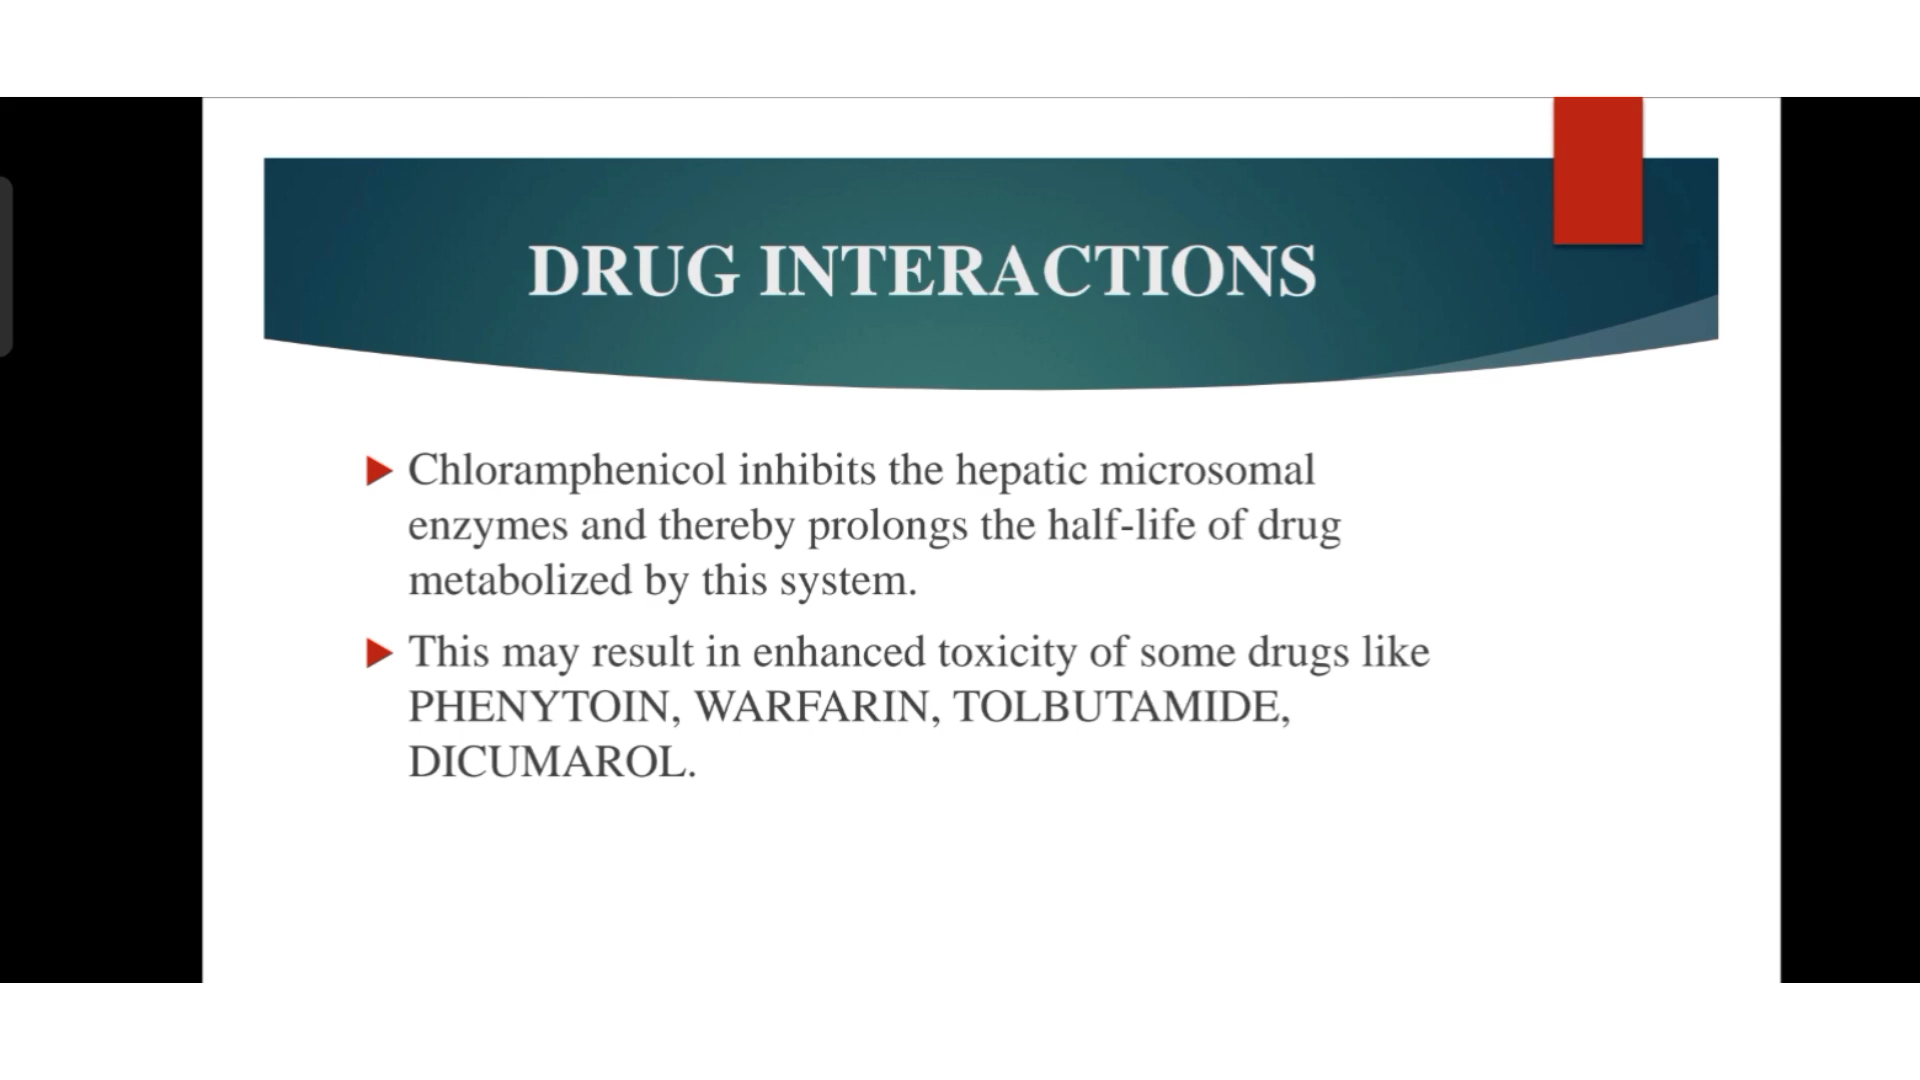 DRUG INTERACTIONS
Chloramphenicol inhibits the hepatic microsomal
enzymes and thereby prolongs the half-life of drug
metabolized by this system.
This may result in enhanced toxicity of some drugs like
PHENYTOIN, WARFARIN, TOLBUTAMIDE,
DICUMAROL.